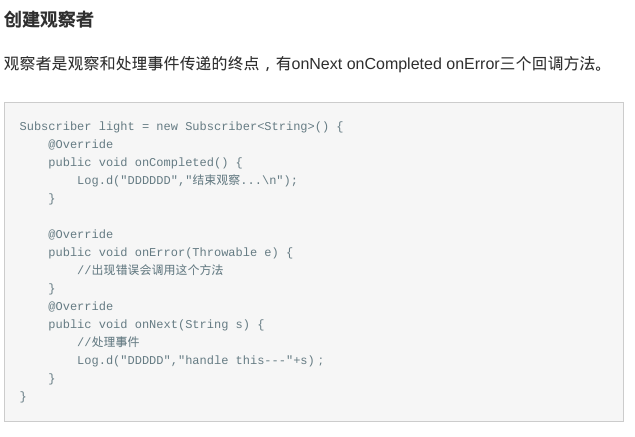 创建观察者
观察者是观察和处理事件传递的终点，有onNext onCompleted onError三个回调方法。
Subscriber light = new Subscriber<String>() {
    @Override
    public void onCompleted() {
        Log.d("DDDDDD","结束观察...\n");
    }

    @Override
    public void onError(Throwable e) {
        //出现错误会调用这个方法
    }
    @Override
    public void onNext(String s) {
        //处理事件
        Log.d("DDDDD","handle this---"+s)；
    }
}